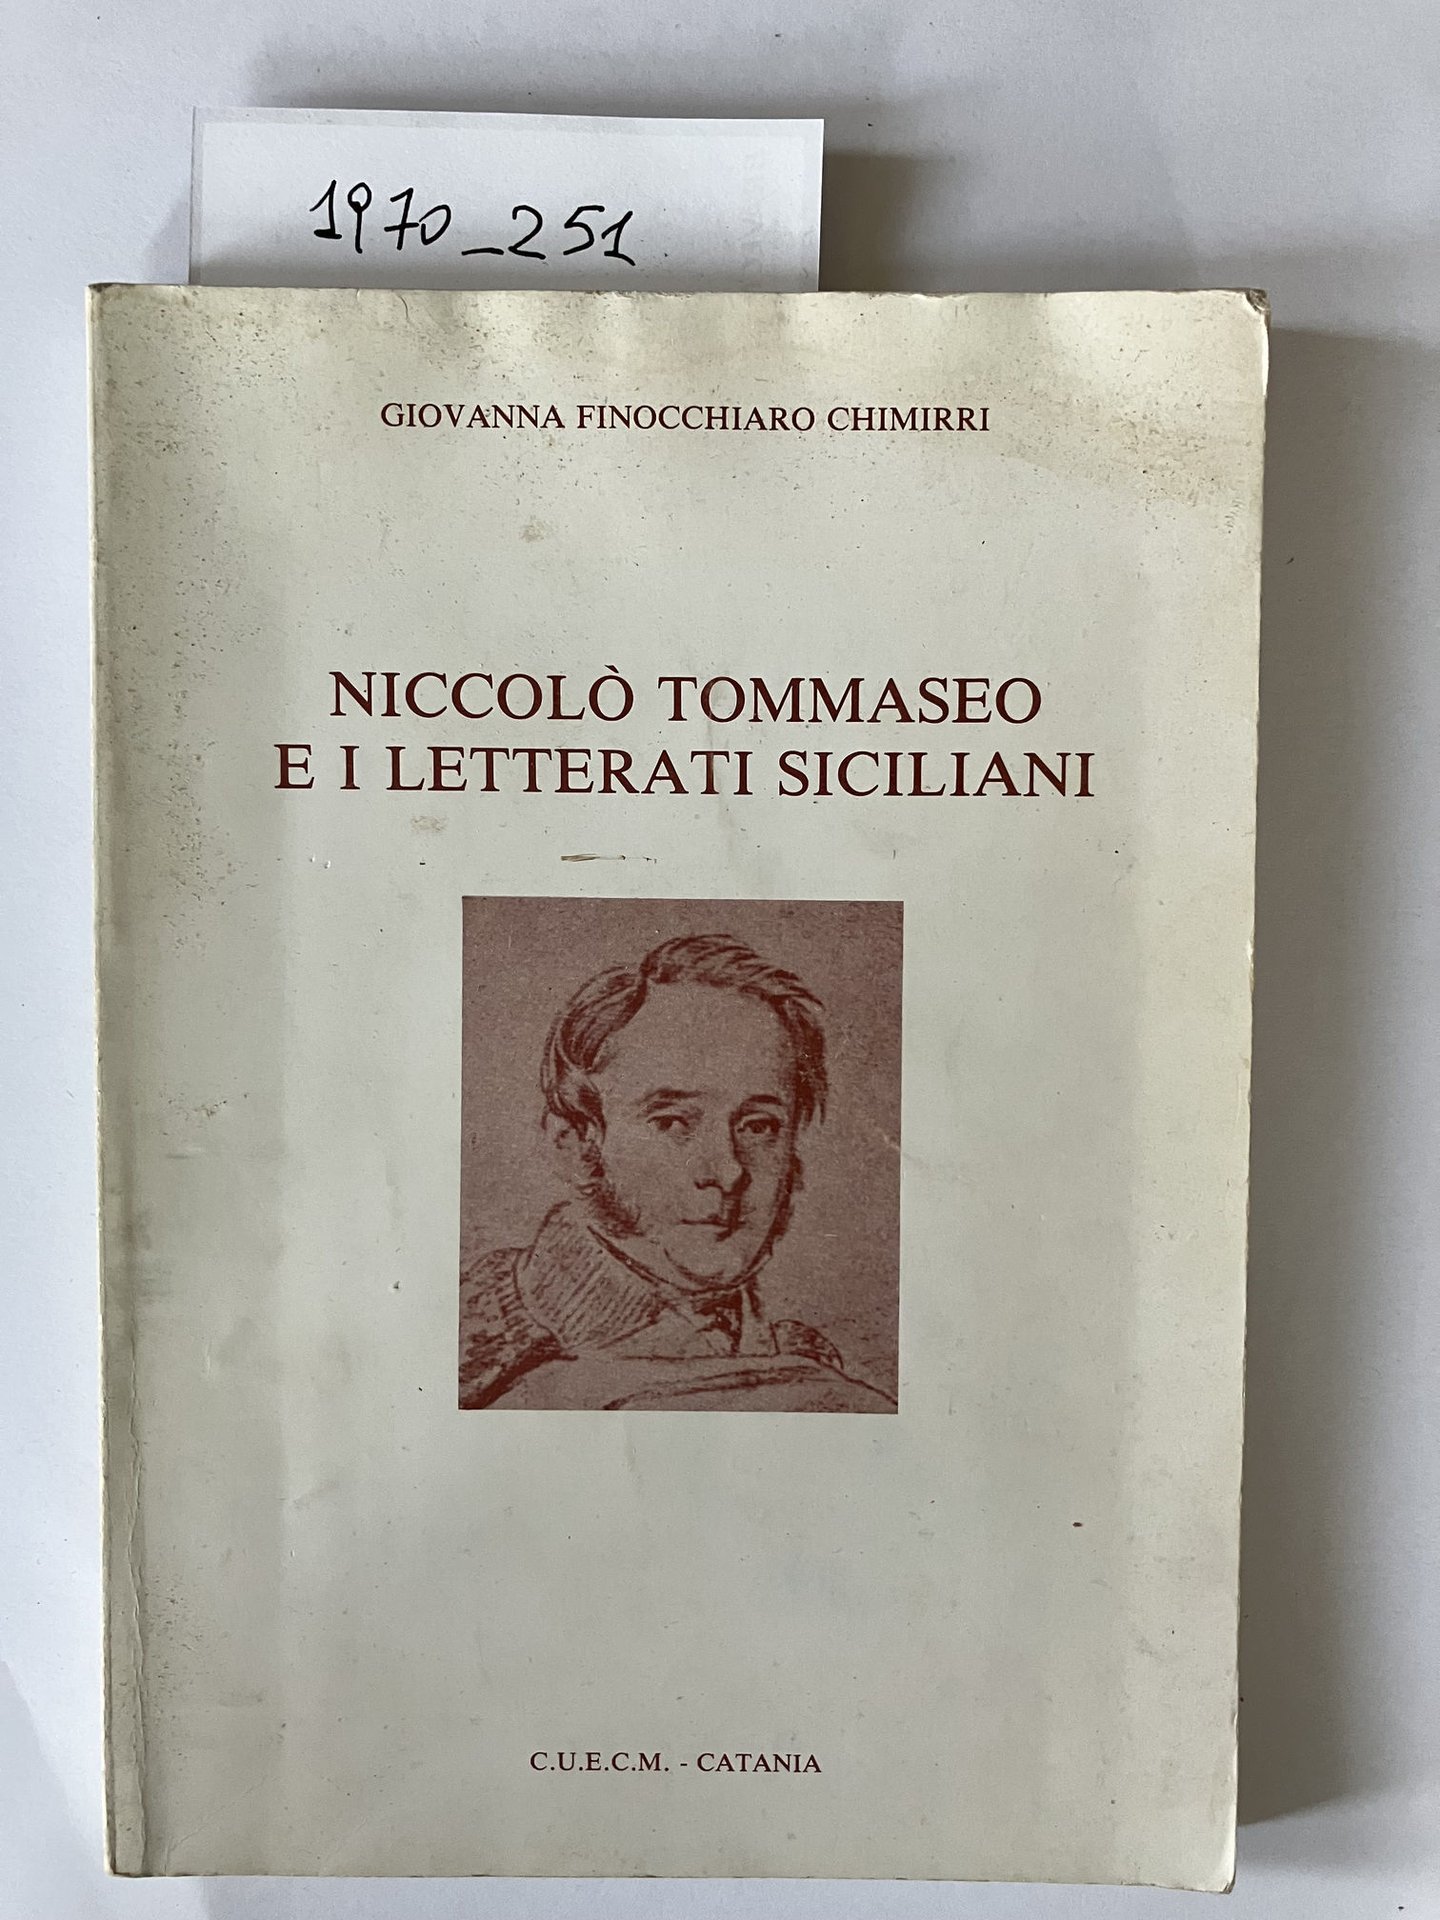 1970_251
GIOVANNA FINOCCHIARO CHIMIRRI
NICCOLÒ TOMMASEO
E I LETTERATI SICILIANI
C.U.E.C.M. - CATANIA